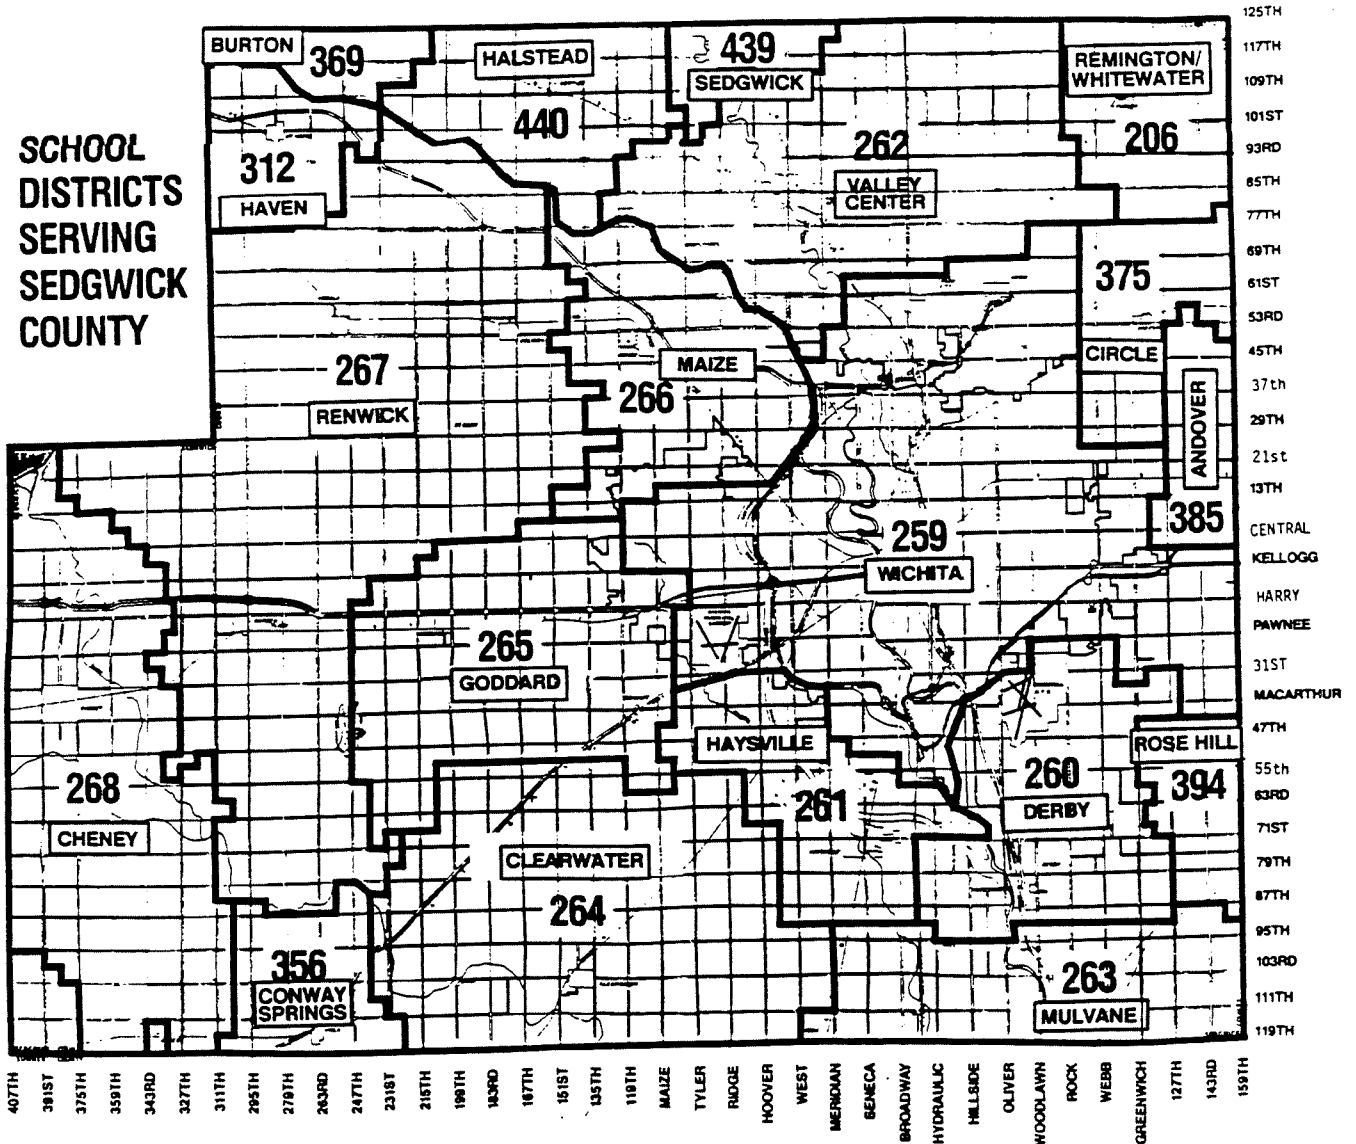 SCHOOL
DISTRICTS
SERVING
SEDGWICK
COUNTY
BURTON
369
HALSTEAD
440
439
SEDGWICK
REMINGTON/
WHITEWATER
206
312
HAVEN
262
VALLEY
CENTER
375
CIRCLE
267
RENWICK
MAIZE
266
ANDOVER
385
259
WICHITA
265
GODDARD
HAYSVILLE
261
ROSE HILL
394
260
DERBY
268
CHENEY
CLEARWATER
264
356
CONWAY
SPRINGS
263
MULVANE
125TH
117TH
109TH
101ST
93RD
85TH
77TH
69TH
61ST
53RD
45TH
37th
29TH
21st
13TH
CENTRAL
KELLOGG
HARRY
PAWNEE
31ST
MACARTHUR
47TH
55th
63RD
71ST
79TH
87TH
95TH
103RD
111TH
119TH
407TH
391ST
375TH
359TH
343RD
327TH
311TH
295TH
279TH
263RD
247TH
231ST
215TH
199TH
183RD
167TH
151ST
135TH
119TH
MAIZE
TYLER
RIDGE
HOOVER
WEST
MERIDIAN
SENECA
BROADWAY
HYDRAULIC
HILLSIDE
OLIVER
WOODLAWN
ROCK
WEBB
GREENWICH
127TH
143RD
159TH